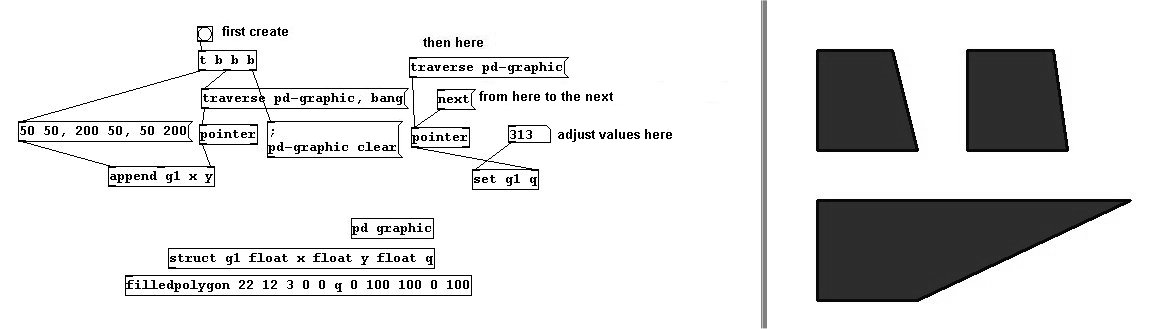 first create
t b b b
then here
traverse pd-graphic
traverse pd-graphic, bang
next
from here to the next
50 50, 200 50, 50 200
pointer
;
pd-graphic clear
pointer
313
adjust values here
append g1 x y
set g1 q
pd graphic
struct g1 float x float y float q
filledpolygon 22 12 3 0 0 q 0 100 100 0 100